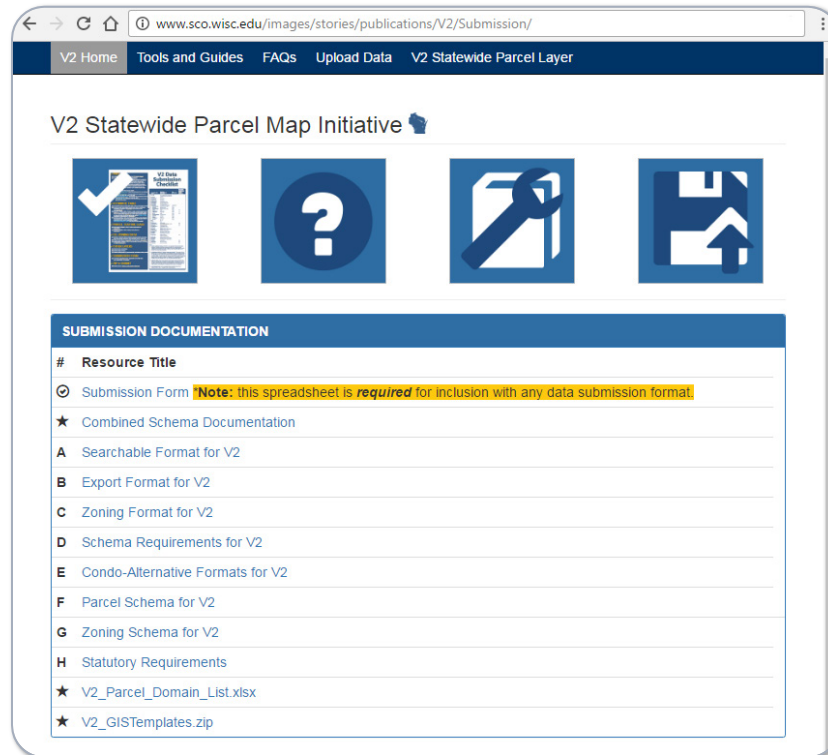 www.sco.wisc.edu/images/stories/publications/V2/Submission/
V2 Home Tools and Guides FAQs Upload Data V2 Statewide Parcel Layer
V2 Statewide Parcel Map Initiative
V2 Data
Submission
Checklist
?
SUBMISSION DOCUMENTATION
# Resource Title
Submission Form *Note: this spreadsheet is required for inclusion with any data submission format.
★ Combined Schema Documentation
A Searchable Format for V2
B Export Format for V2
C Zoning Format for V2
D Schema Requirements for V2
E Condo-Alternative Formats for V2
F Parcel Schema for V2
G Zoning Schema for V2
H Statutory Requirements
★ V2_Parcel_Domain_List.xlsx
★ V2_GISTemplates.zip